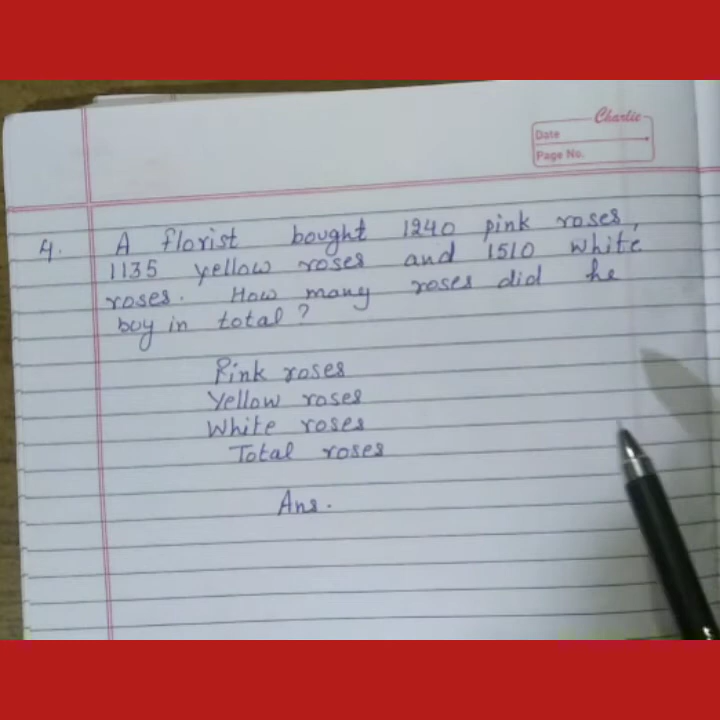 Charlie
Date
Page No.
4. A florist bought 1240 pink roses,
1135 yellow roses and 1510 white
roses. How many roses did he
boy in total?
Pink roses
Yellow roses
White roses
Total roses
Ans.